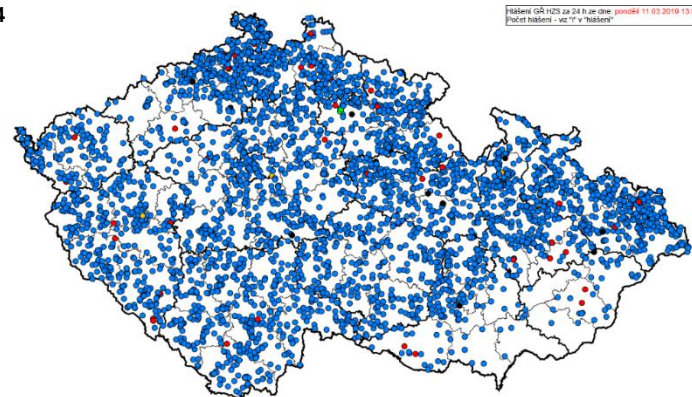 4
Hlášení GŘ HZS za 24 h ze dne: pondělí 11.03.2019 13:
Počet hlášení - viz "i" v "hlášení"